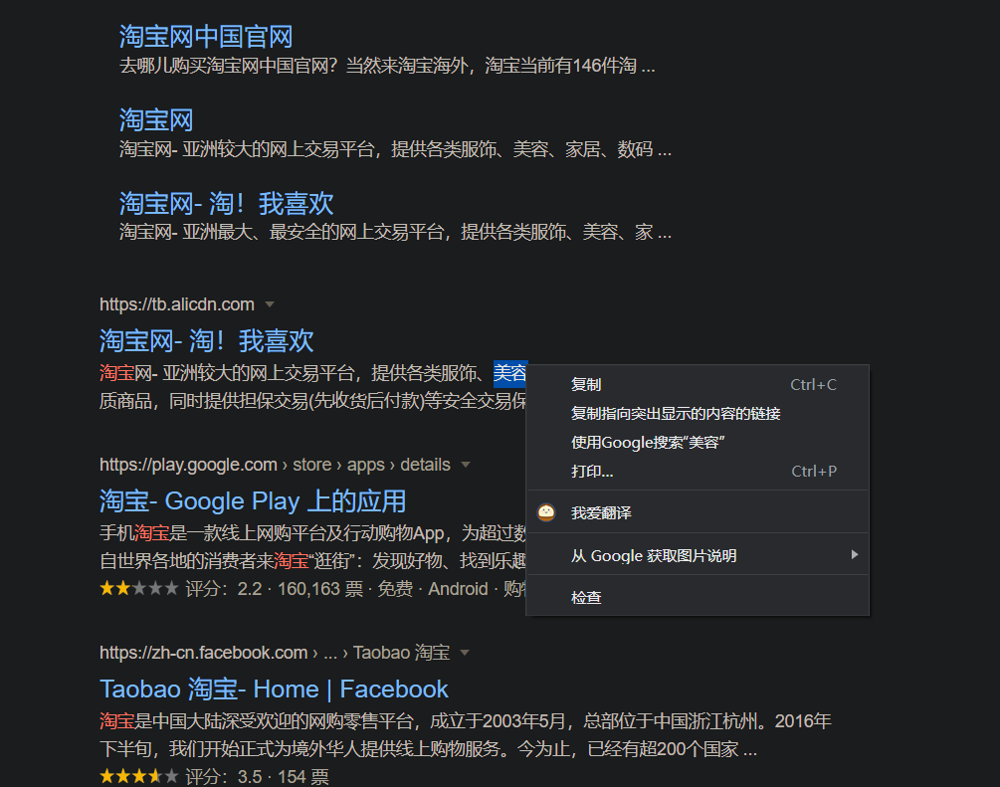 淘宝网中国官网
去哪儿购买淘宝网中国官网？当然来淘宝海外，淘宝当前有146件淘 ...
淘宝网
淘宝网- 亚洲较大的网上交易平台，提供各类服饰、美容、家居、数码 ...
淘宝网- 淘！我喜欢
淘宝网- 亚洲最大、最安全的网上交易平台，提供各类服饰、美容、家 ...
https://tb.alicdn.com
淘宝网- 淘！我喜欢
淘宝网- 亚洲较大的网上交易平台，提供各类服饰、美容
质商品，同时提供担保交易(先收货后付款)等安全交易保
复制 Ctrl+C
复制指向突出显示的内容的链接
使用Google搜索“美容”
打印... Ctrl+P
我爱翻译
从 Google 获取图片说明
检查
https://play.google.com › store › apps › details
淘宝- Google Play 上的应用
手机淘宝是一款线上网购平台及行动购物App，为超过数
自世界各地的消费者来淘宝“逛街”：发现好物、找到乐趣
评分：2.2 · 160,163 票 · 免费 · Android · 购物
https://zh-cn.facebook.com › ... › Taobao 淘宝
Taobao 淘宝- Home | Facebook
淘宝是中国大陆深受欢迎的网购零售平台，成立于2003年5月，总部位于中国浙江杭州。2016年
下半旬，我们开始正式为境外华人提供线上购物服务。今为止，已经有超200个国家 ...
评分：3.5 · 154 票